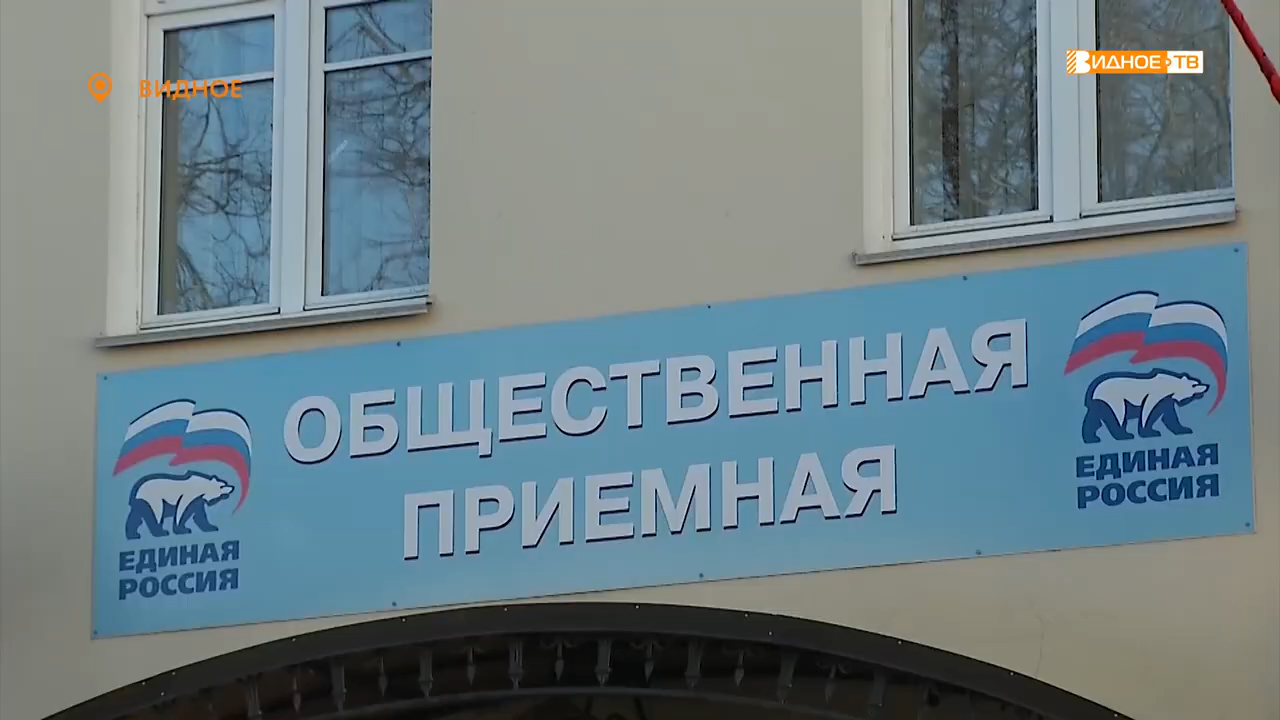 ВИДНОЕ
ВИДНОЕ ТВ
ОБЩЕСТВЕННАЯ
ПРИЕМНАЯ
ЕДИНАЯ
РОССИЯ
ЕДИНАЯ
РОССИЯ